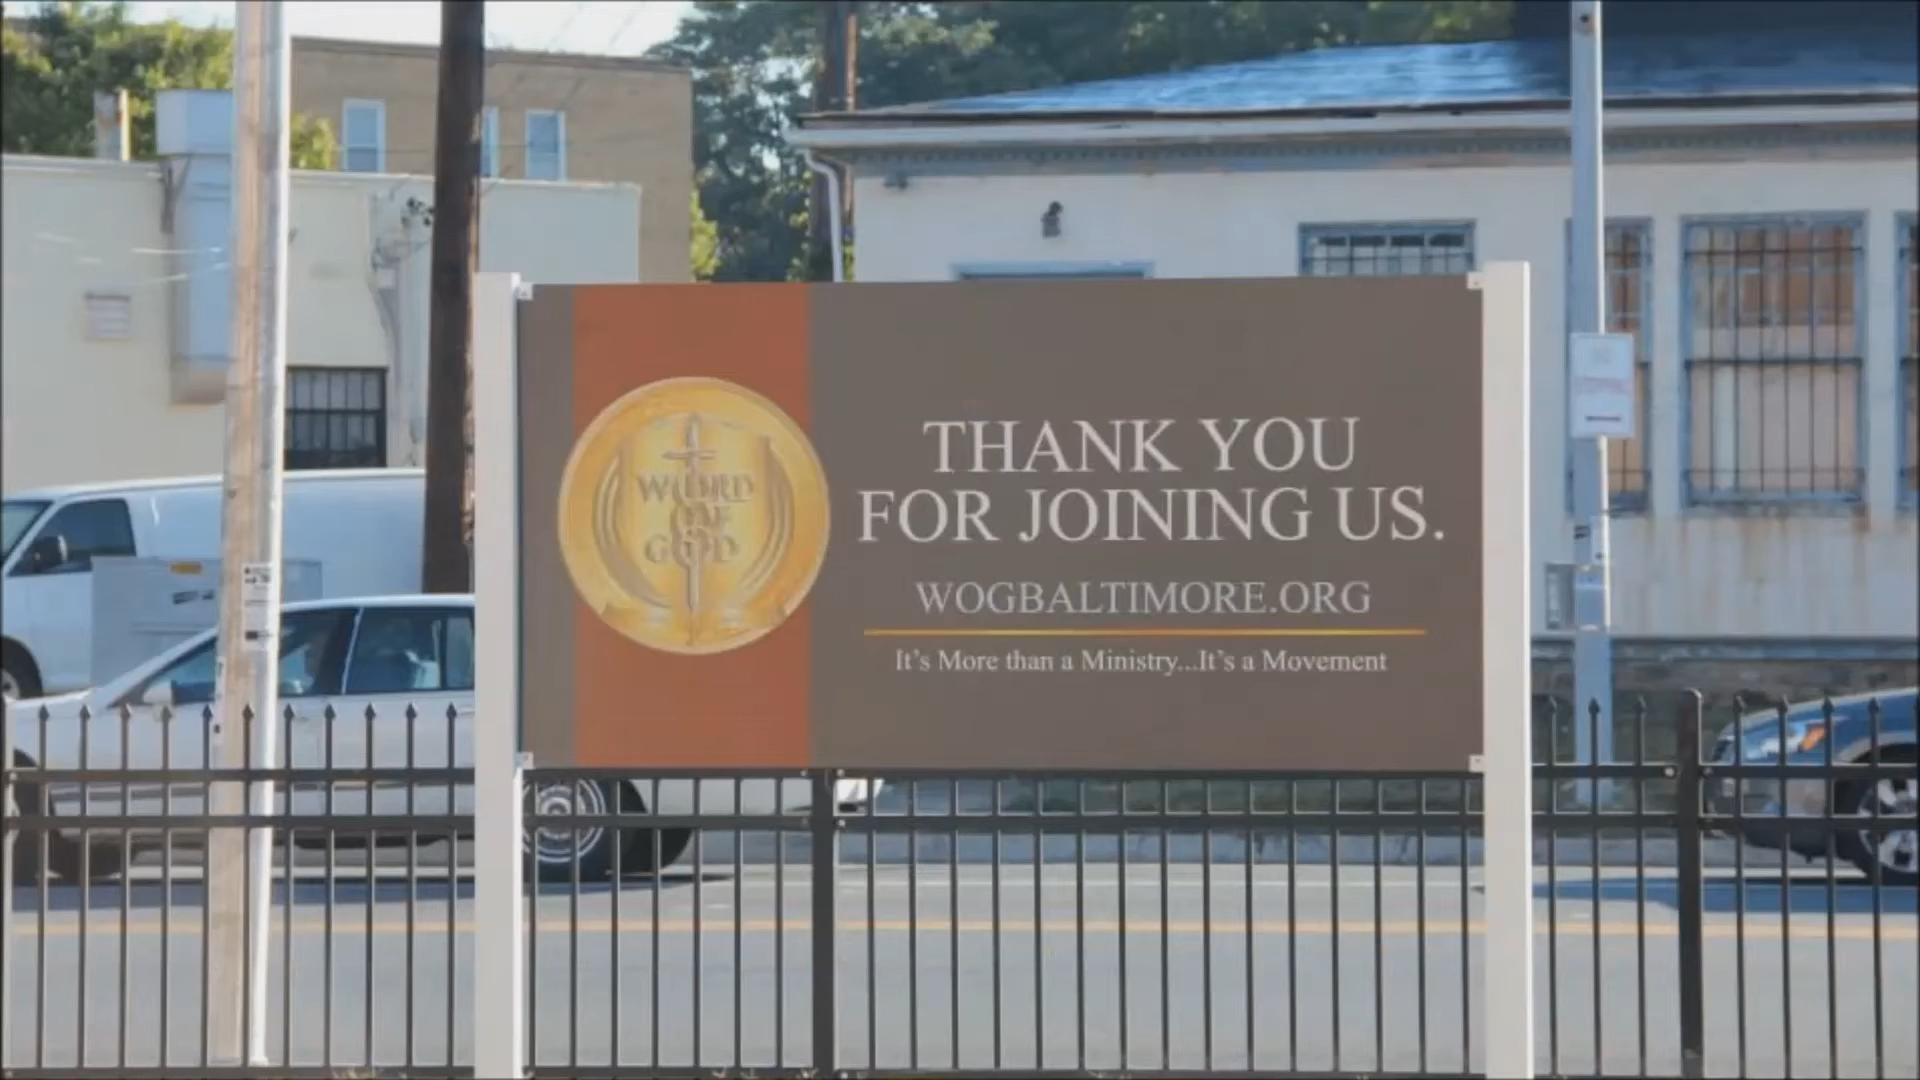 WORD
OF
GOD
THANK YOU
FOR JOINING US.
WOGBALTIMORE.ORG
It's More than a Ministry...It's a Movement